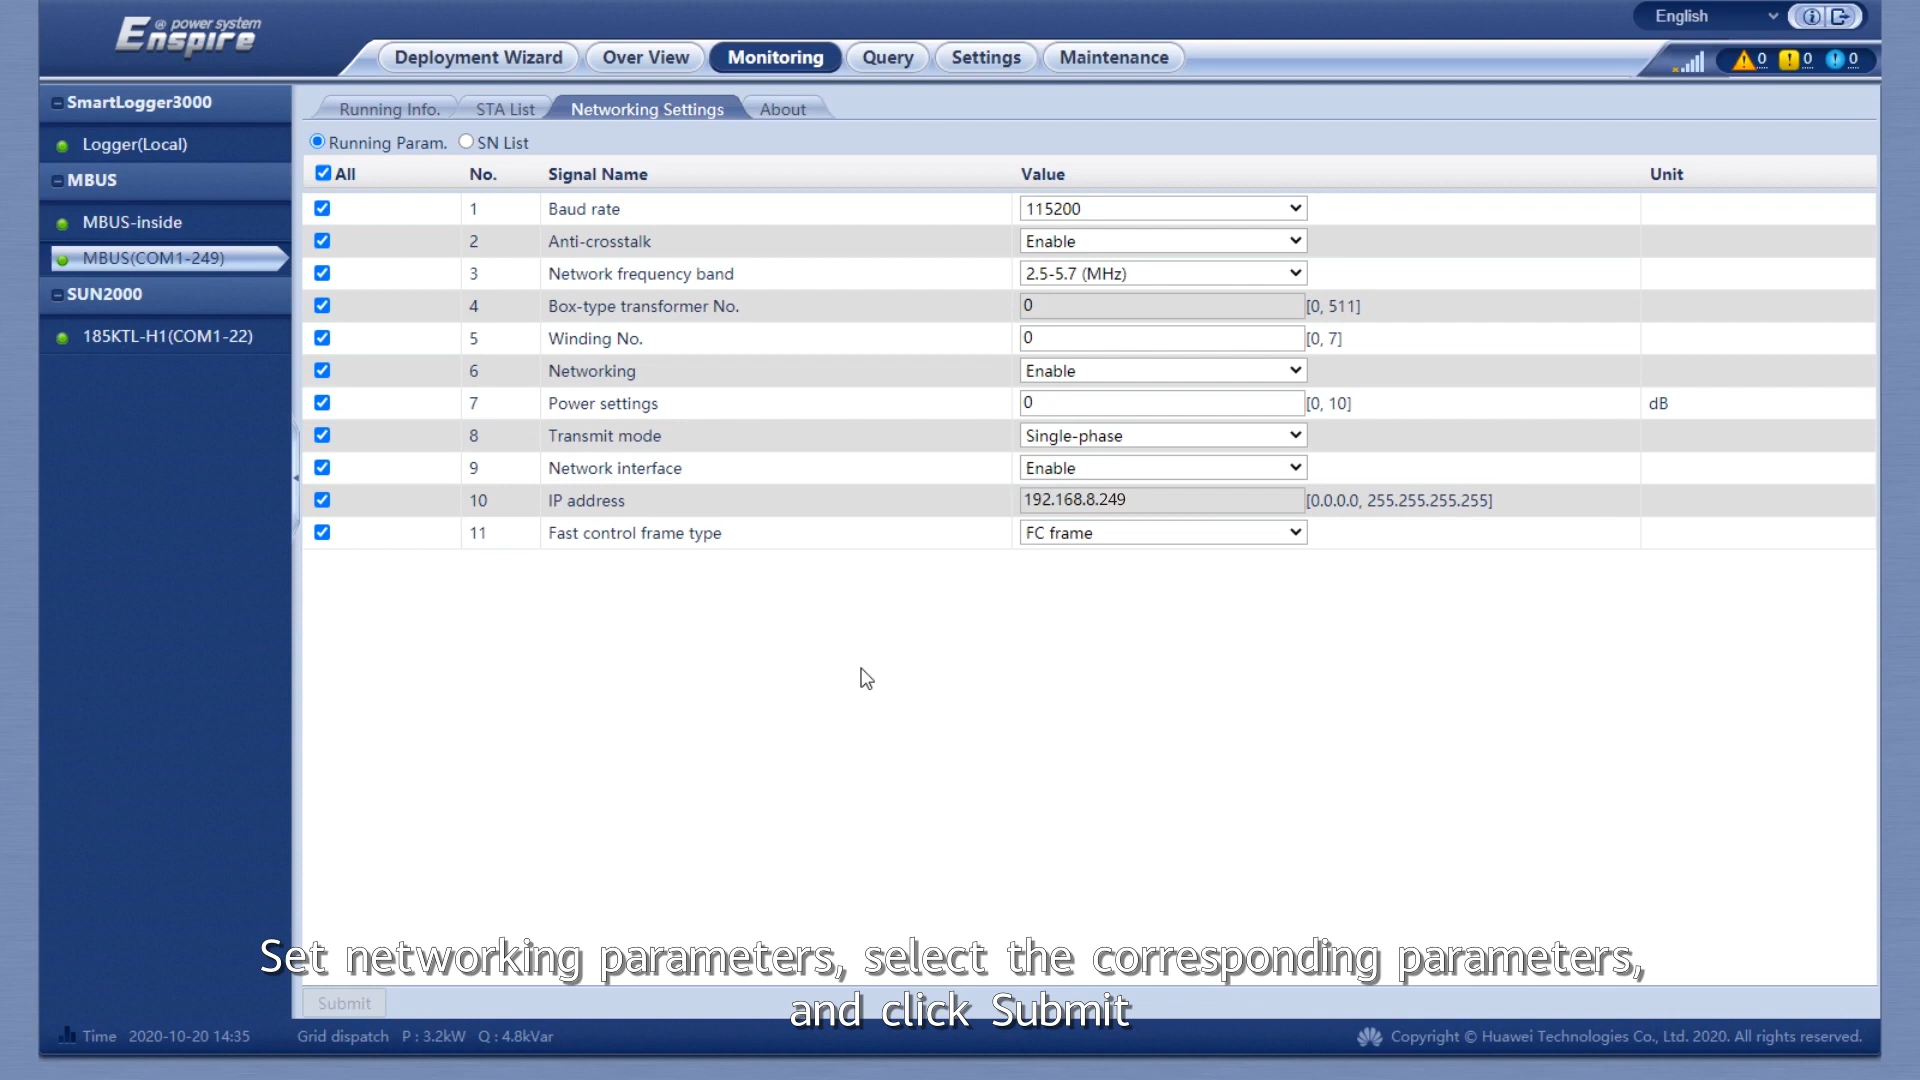 @ power system
Enspire
English
Deployment Wizard
Over View
Monitoring
Query
Settings
Maintenance
0
0
0
SmartLogger3000
Logger(Local)
MBUS
MBUS-inside
MBUS(COM1-249)
SUN2000
185KTL-H1(COM1-22)
Running Info.
STA List
Networking Settings
About
Running Param.
SN List
All No. Signal Name Value Unit
1 Baud rate 115200
2 Anti-crosstalk Enable
3 Network frequency band 2.5-5.7 (MHz)
4 Box-type transformer No. 0 [0, 511]
5 Winding No. 0 [0, 7]
6 Networking Enable
7 Power settings 0 [0, 10] dB
8 Transmit mode Single-phase
9 Network interface Enable
10 IP address 192.168.8.249 [0.0.0.0, 255.255.255.255]
11 Fast control frame type FC frame
Set networking parameters, select the corresponding parameters,
and click Submit
Submit
Time 2020-10-20 14:35 Grid dispatch P : 3.2kW Q : 4.8kVar
Copyright © Huawei Technologies Co., Ltd. 2020. All rights reserved.